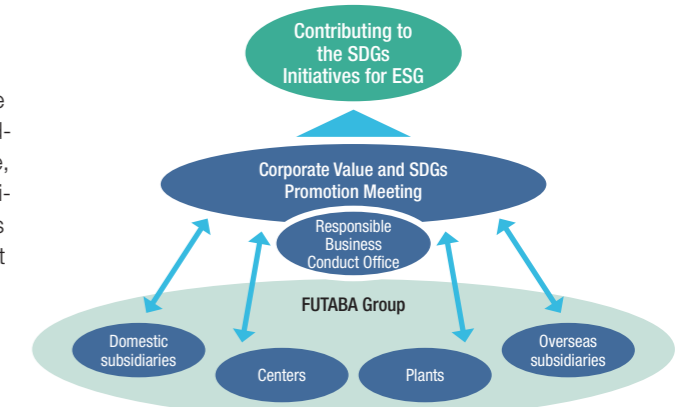 Contributing to
the SDGs
Initiatives for ESG
Corporate Value and SDGs
Promotion Meeting
Responsible
Business
Conduct Office
FUTABA Group
Domestic
subsidiaries
Centers
Plants
Overseas
subsidiaries